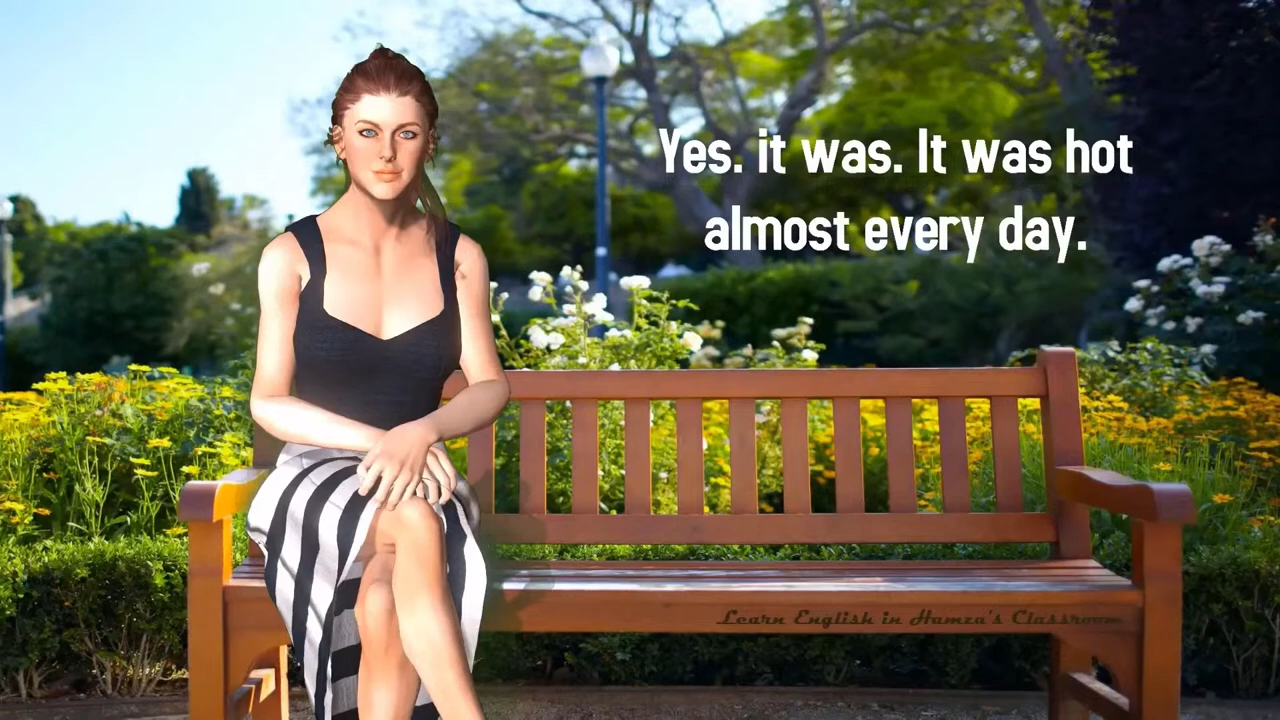 Yes. it was. It was hot
almost every day.
Learn English in Hamza's Classroom